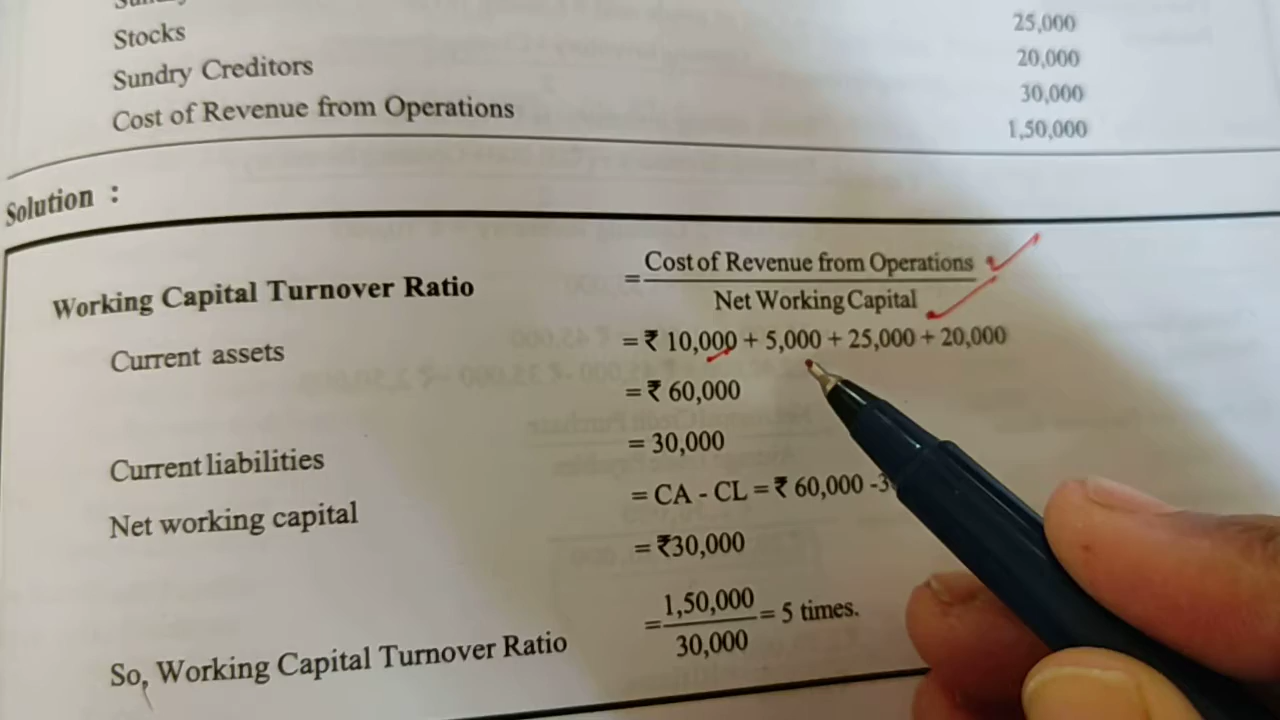 25,000
Stocks 20,000
Sundry Creditors 30,000
Cost of Revenue from Operations 1,50,000
Solution :
Working Capital Turnover Ratio = Cost of Revenue from Operations
Net Working Capital
Current assets = ₹ 10,000 + 5,000 + 25,000 + 20,000
= ₹ 60,000
Current liabilities = 30,000
Net working capital = CA - CL = ₹ 60,000 -3
= ₹30,000
So, Working Capital Turnover Ratio = 1,50,000 = 5 times.
30,000